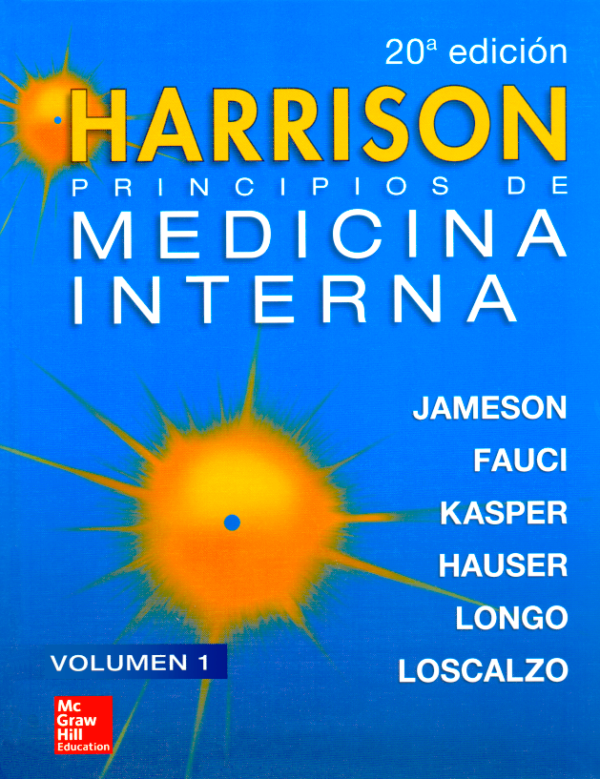 20ª edición
HARRISON
PRINCIPIOS DE
MEDICINA
INTERNA
JAMESON
FAUCI
KASPER
HAUSER
LONGO
LOSCALZO
VOLUMEN 1
Mc
Graw
Hill
Education